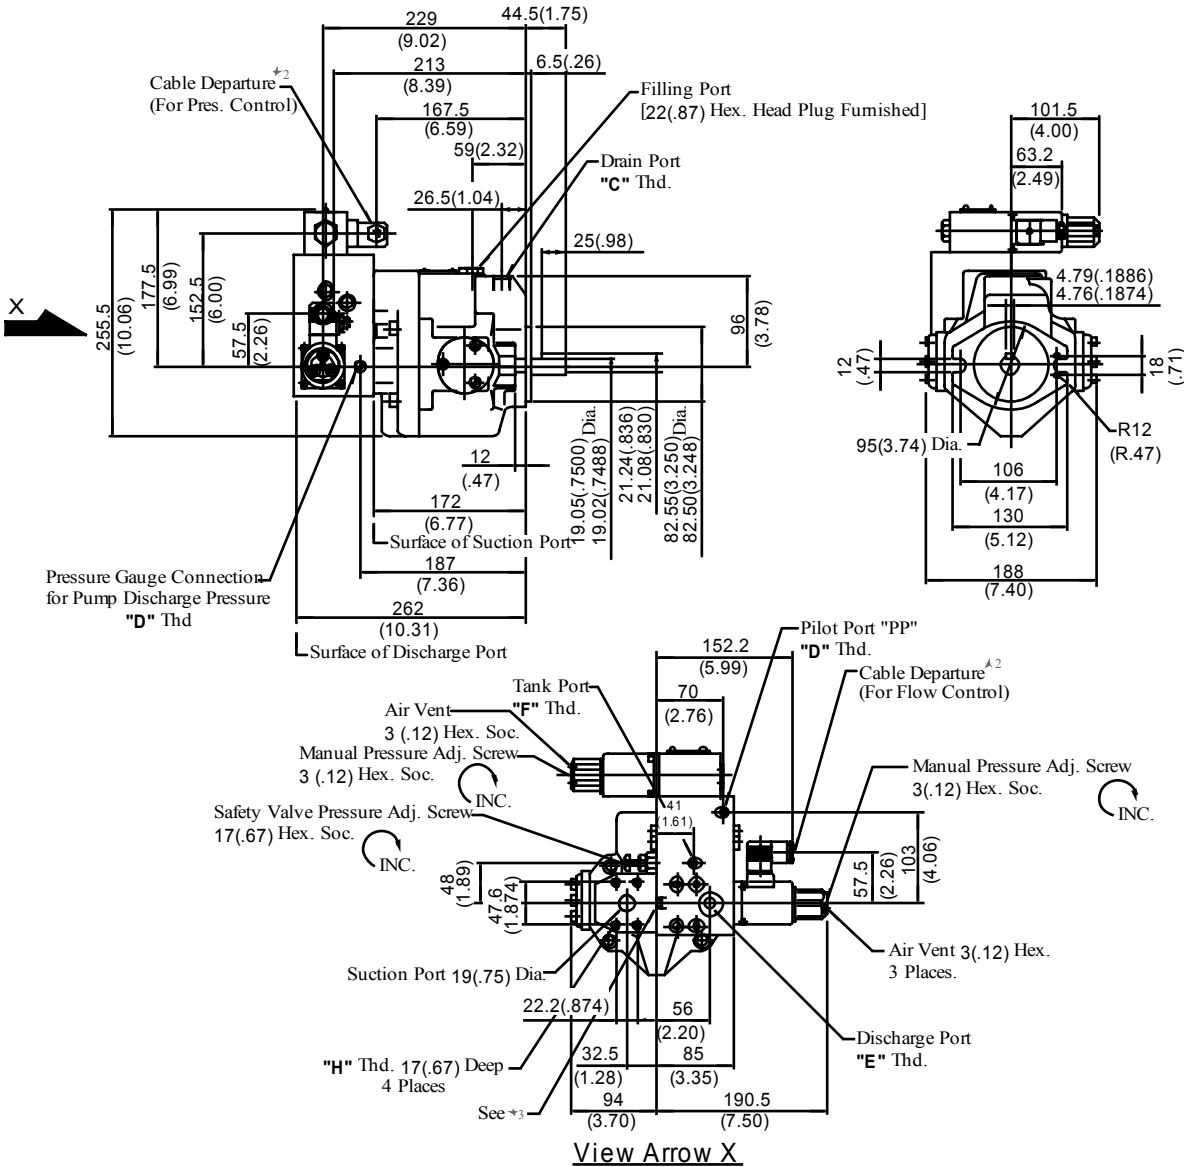 229
(9.02)
44.5(1.75)
213
(8.39)
6.5(.26)
Cable Departure *2
(For Pres. Control)
167.5
(6.59)
Filling Port
[22(.87) Hex. Head Plug Furnished]
59(2.32)
Drain Port
"C" Thd.
26.5(1.04)
25(.98)
101.5
(4.00)
63.2
(2.49)
X
255.5
(10.06)
177.5
(6.99)
152.5
(6.00)
57.5
(2.26)
96
(3.78)
4.79(.1886)
4.76(.1874)
12
(.47)
18
(.71)
95(3.74) Dia.
R12
(R.47)
106
(4.17)
130
(5.12)
188
(7.40)
12
(.47)
19.05(.7500)
19.02(.7488) Dia.
21.24(.836)
21.08(.830)
82.55(3.250)
82.50(3.248) Dia.
172
(6.77)
Surface of Suction Port
187
(7.36)
Pressure Gauge Connection
for Pump Discharge Pressure
"D" Thd
262
(10.31)
Surface of Discharge Port
152.2
(5.99)
Pilot Port "PP"
"D" Thd.
70
(2.76)
Cable Departure *2
(For Flow Control)
Tank Port
"F" Thd.
Air Vent
3 (.12) Hex. Soc.
Manual Pressure Adj. Screw
3 (.12) Hex. Soc.
INC.
Safety Valve Pressure Adj. Screw
17(.67) Hex. Soc.
INC.
Manual Pressure Adj. Screw
3(.12) Hex. Soc.
INC.
41
(1.61)
48
(1.89)
47.6
(1.874)
57.5
(2.26)
103
(4.06)
Air Vent 3(.12) Hex.
3 Places.
Suction Port 19(.75) Dia.
22.2(.874)
56
(2.20)
Discharge Port
"E" Thd.
"H" Thd. 17(.67) Deep
4 Places
32.5
(1.28)
85
(3.35)
See *3
94
(3.70)
190.5
(7.50)
View Arrow X